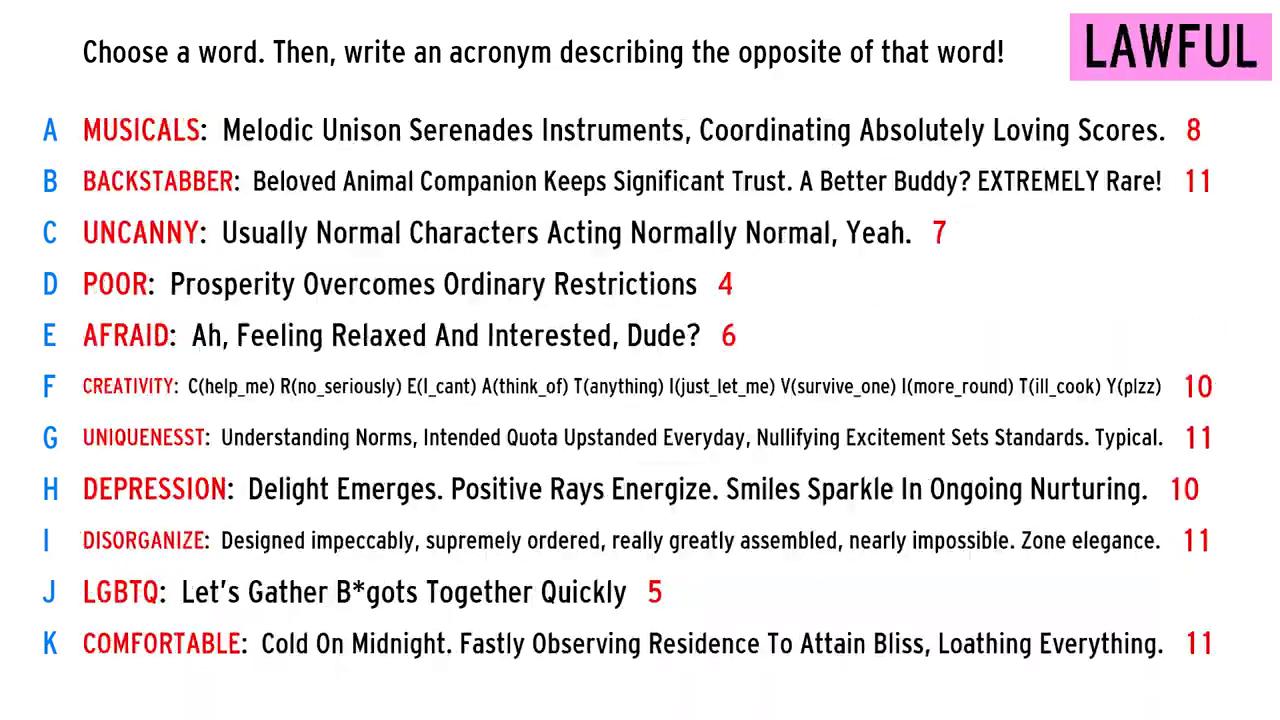 Choose a word. Then, write an acronym describing the opposite of that word!
LAWFUL
A MUSICALS: Melodic Unison Serenades Instruments, Coordinating Absolutely Loving Scores. 8
B BACKSTABBER: Beloved Animal Companion Keeps Significant Trust. A Better Buddy? EXTREMELY Rare! 11
C UNCANNY: Usually Normal Characters Acting Normally Normal, Yeah. 7
D POOR: Prosperity Overcomes Ordinary Restrictions 4
E AFRAID: Ah, Feeling Relaxed And Interested, Dude? 6
F CREATIVITY: C(help_me) R(no_seriously) E(I_cant) A(think_of) T(anything) I(just_let_me) V(survive_one) I(more_round) T(ill_cook) Y(plzz) 10
G UNIQUENESST: Understanding Norms, Intended Quota Upstanded Everyday, Nullifying Excitement Sets Standards. Typical. 11
H DEPRESSION: Delight Emerges. Positive Rays Energize. Smiles Sparkle In Ongoing Nurturing. 10
I DISORGANIZE: Designed impeccably, supremely ordered, really greatly assembled, nearly impossible. Zone elegance. 11
J LGBTQ: Let's Gather B*gots Together Quickly 5
K COMFORTABLE: Cold On Midnight. Fastly Observing Residence To Attain Bliss, Loathing Everything. 11